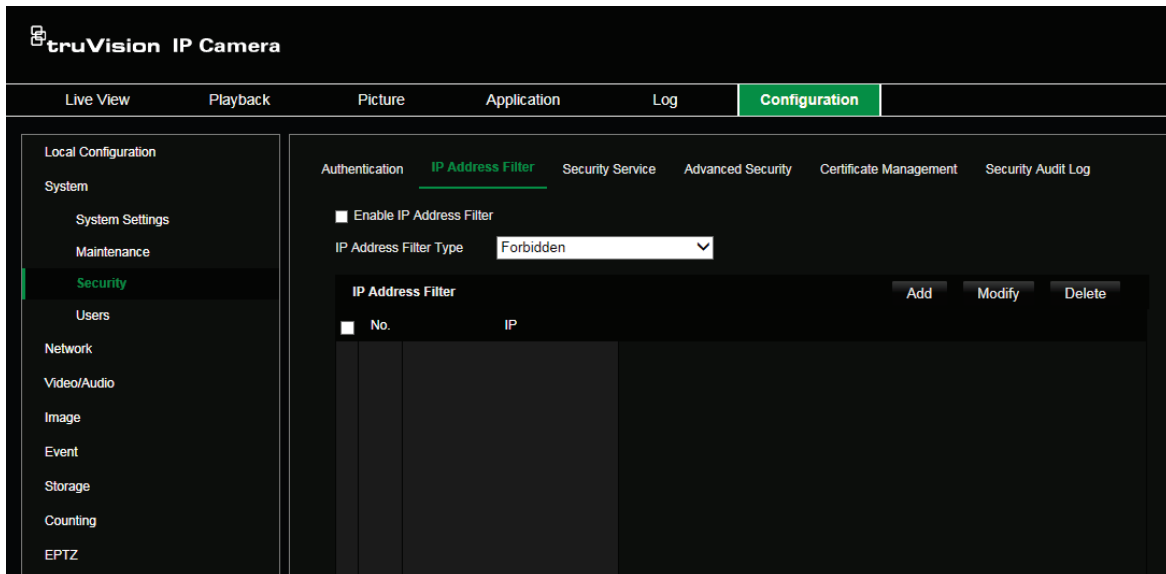 truVision IP Camera
Live View Playback Picture Application Log Configuration
Local Configuration
System
System Settings
Maintenance
Security
Users
Network
Video/Audio
Image
Event
Storage
Counting
EPTZ
Authentication IP Address Filter Security Service Advanced Security Certificate Management Security Audit Log
Enable IP Address Filter
IP Address Filter Type Forbidden
IP Address Filter Add Modify Delete
No. IP